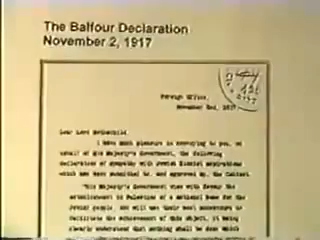 The Balfour Declaration
November 2, 1917
Foreign Office,
November 2nd, 1917
Dear Lord Rothschild,
I have much pleasure in conveying to you, on
behalf of His Majesty's Government, the following
declaration of sympathy with Jewish Zionist aspirations
which has been submitted to, and approved by, the Cabinet.
"His Majesty's Government view with favour the
establishment in Palestine of a National Home for the
Jewish people, and will use their best endeavours to
facilitate the achievement of this object, it being
clearly understood that nothing shall be done which